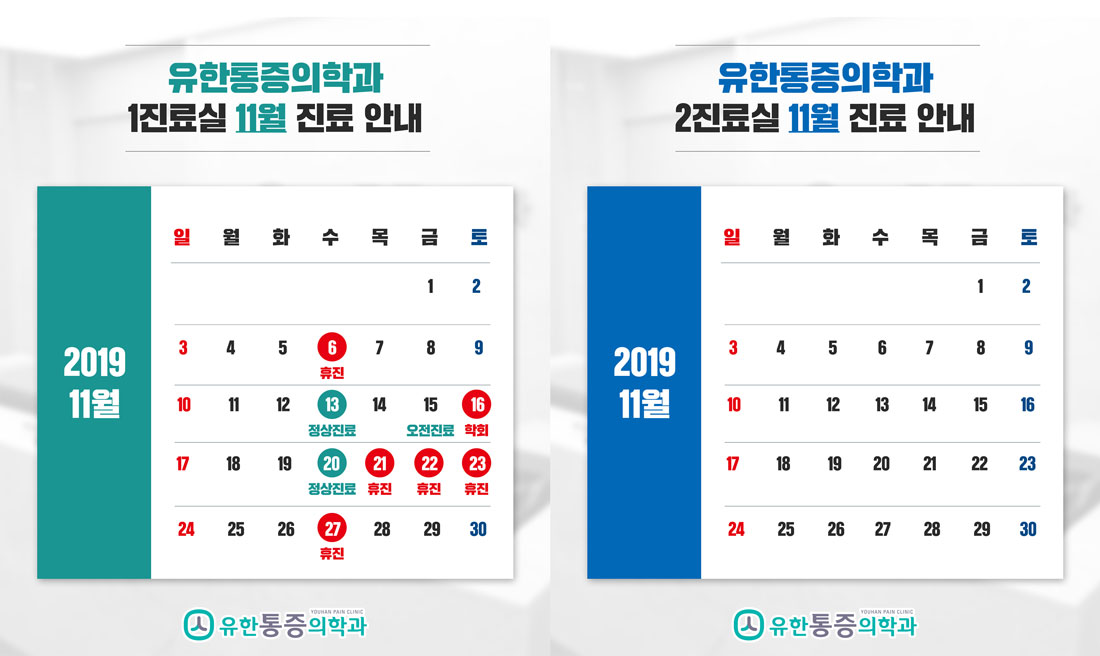 유한통증의학과
1진료실 11월 진료 안내
2019
11월
일 월 화 수 목 금 토
1 2
3 4 5 6 7 8 9
휴진
10 11 12 13 14 15 16
정상진료 오전진료 학회
17 18 19 20 21 22 23
정상진료 휴진 휴진 휴진
24 25 26 27 28 29 30
휴진
YOUHAN PAIN CLINIC
유한통증의학과
유한통증의학과
2진료실 11월 진료 안내
2019
11월
일 월 화 수 목 금 토
1 2
3 4 5 6 7 8 9
10 11 12 13 14 15 16
17 18 19 20 21 22 23
24 25 26 27 28 29 30
YOUHAN PAIN CLINIC
유한통증의학과